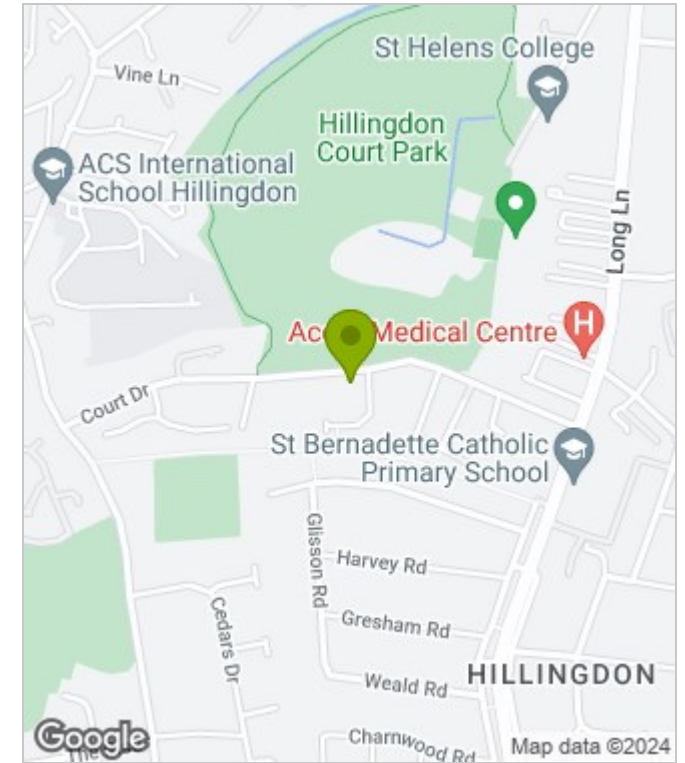 Vine Ln
St Helens College
Hillingdon
Court Park
ACS International
School Hillingdon
Long Ln
Medical Centre
H
Court Dr
St Bernadette Catholic
Primary School
Glisson Rd
Harvey Rd
Cedars Dr
Gresham Rd
Weald Rd
HILLINGDON
Charnwood Rd
Google
Map data ©2024